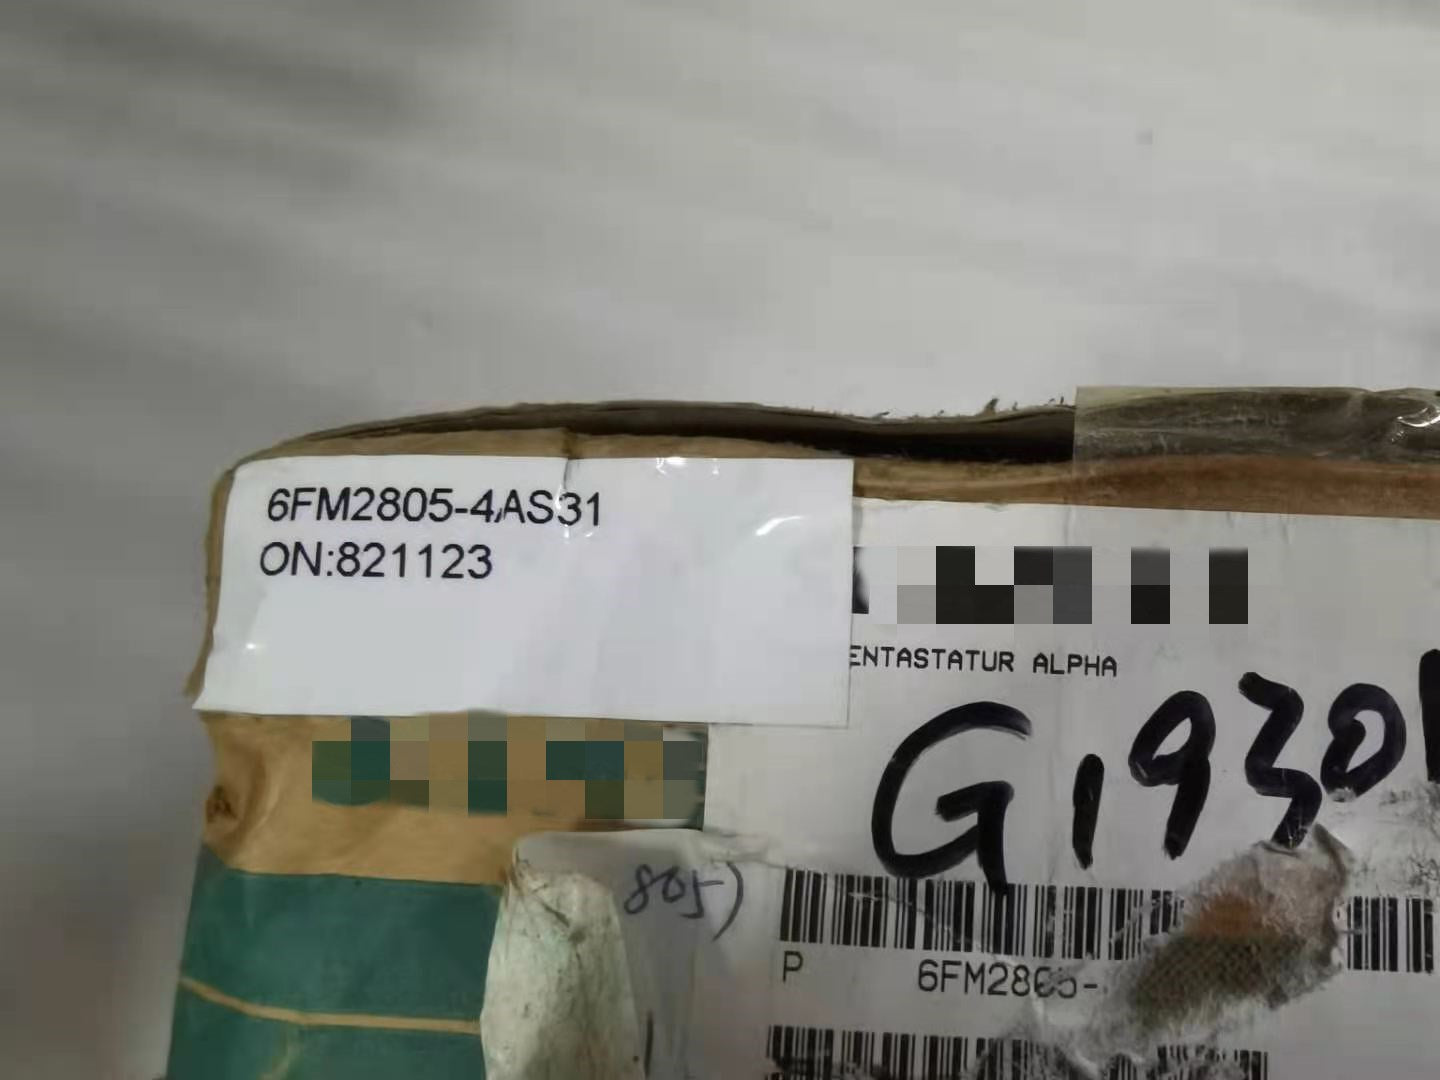 6FM2805-4AS31
ON:821123
ENTASTATUR ALPHA
G1930
805)
P 6FM2805-